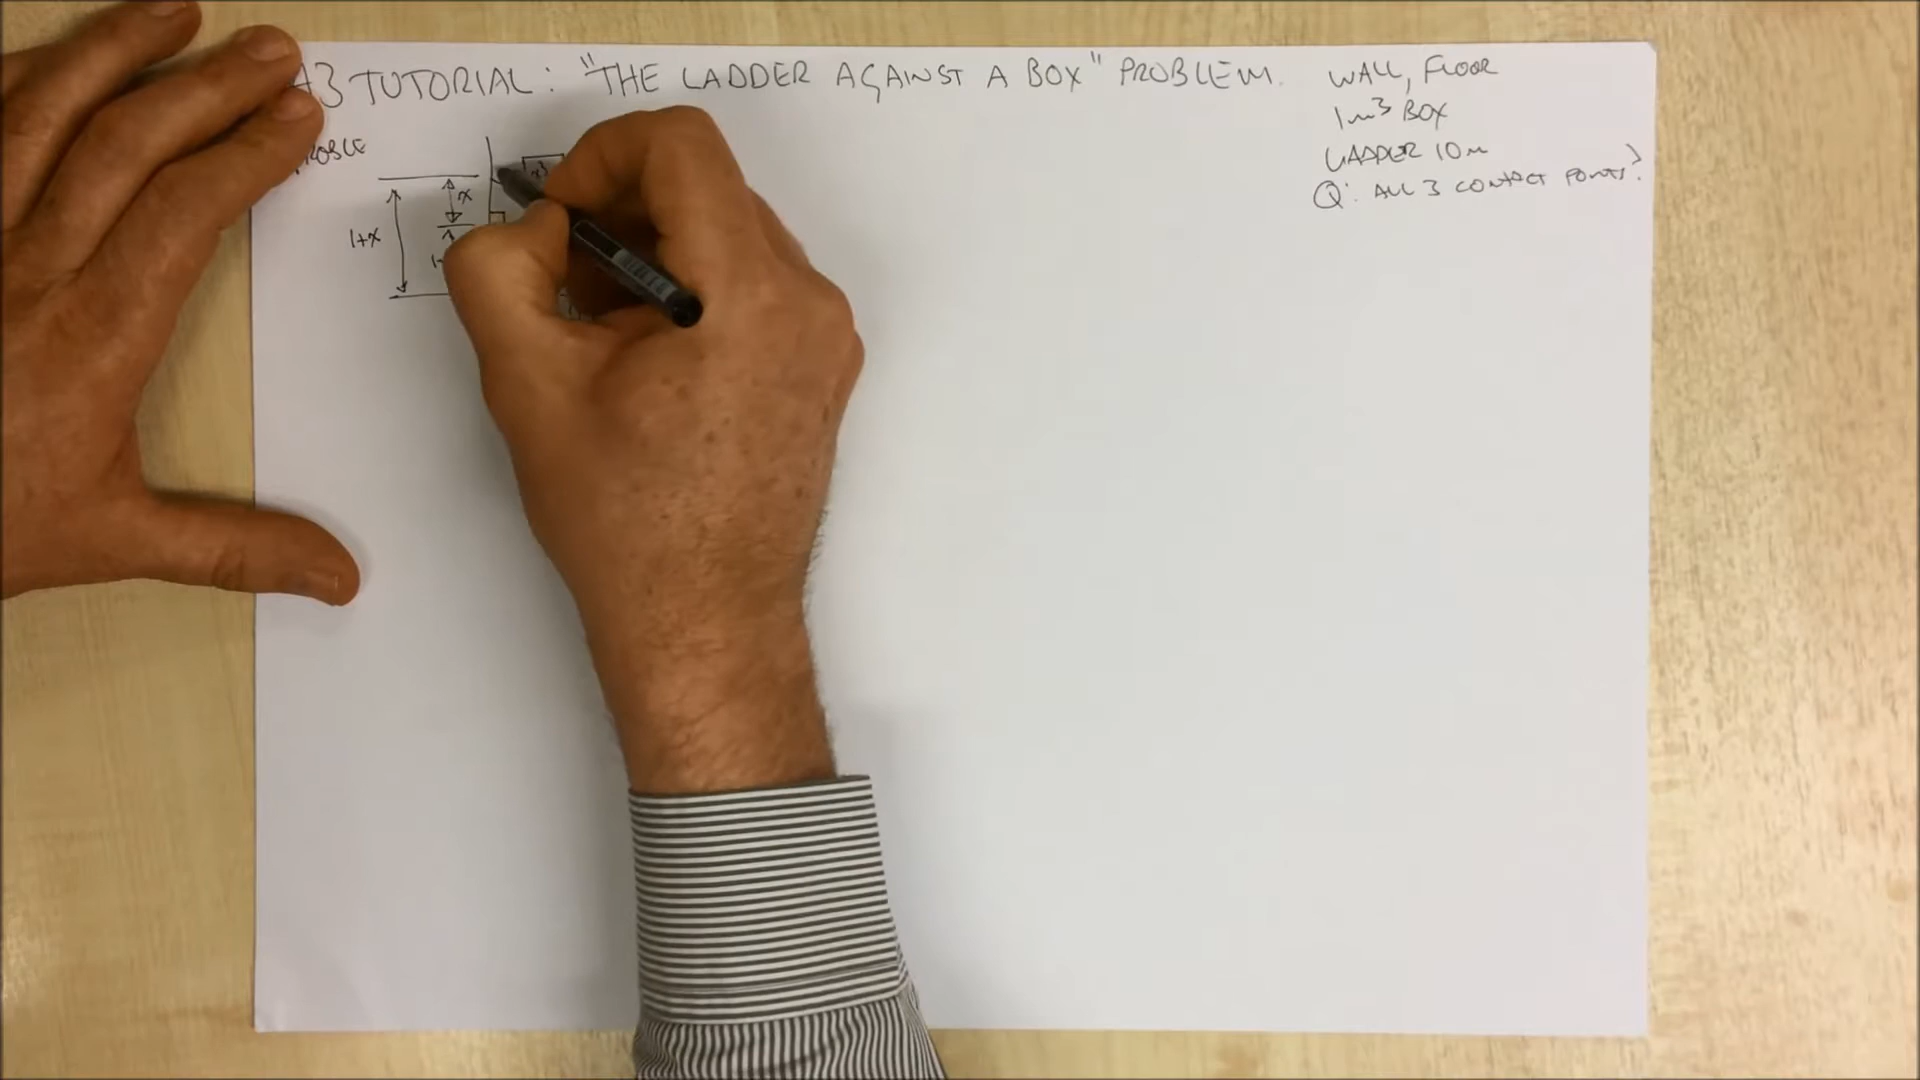 A3 TUTORIAL: "THE LADDER AGAINST A BOX" PROBLEM.
WALL, FLOOR
1m³ BOX
LADDER 10m
Q: ALL 3 CONTACT POINTS?
x
1+x